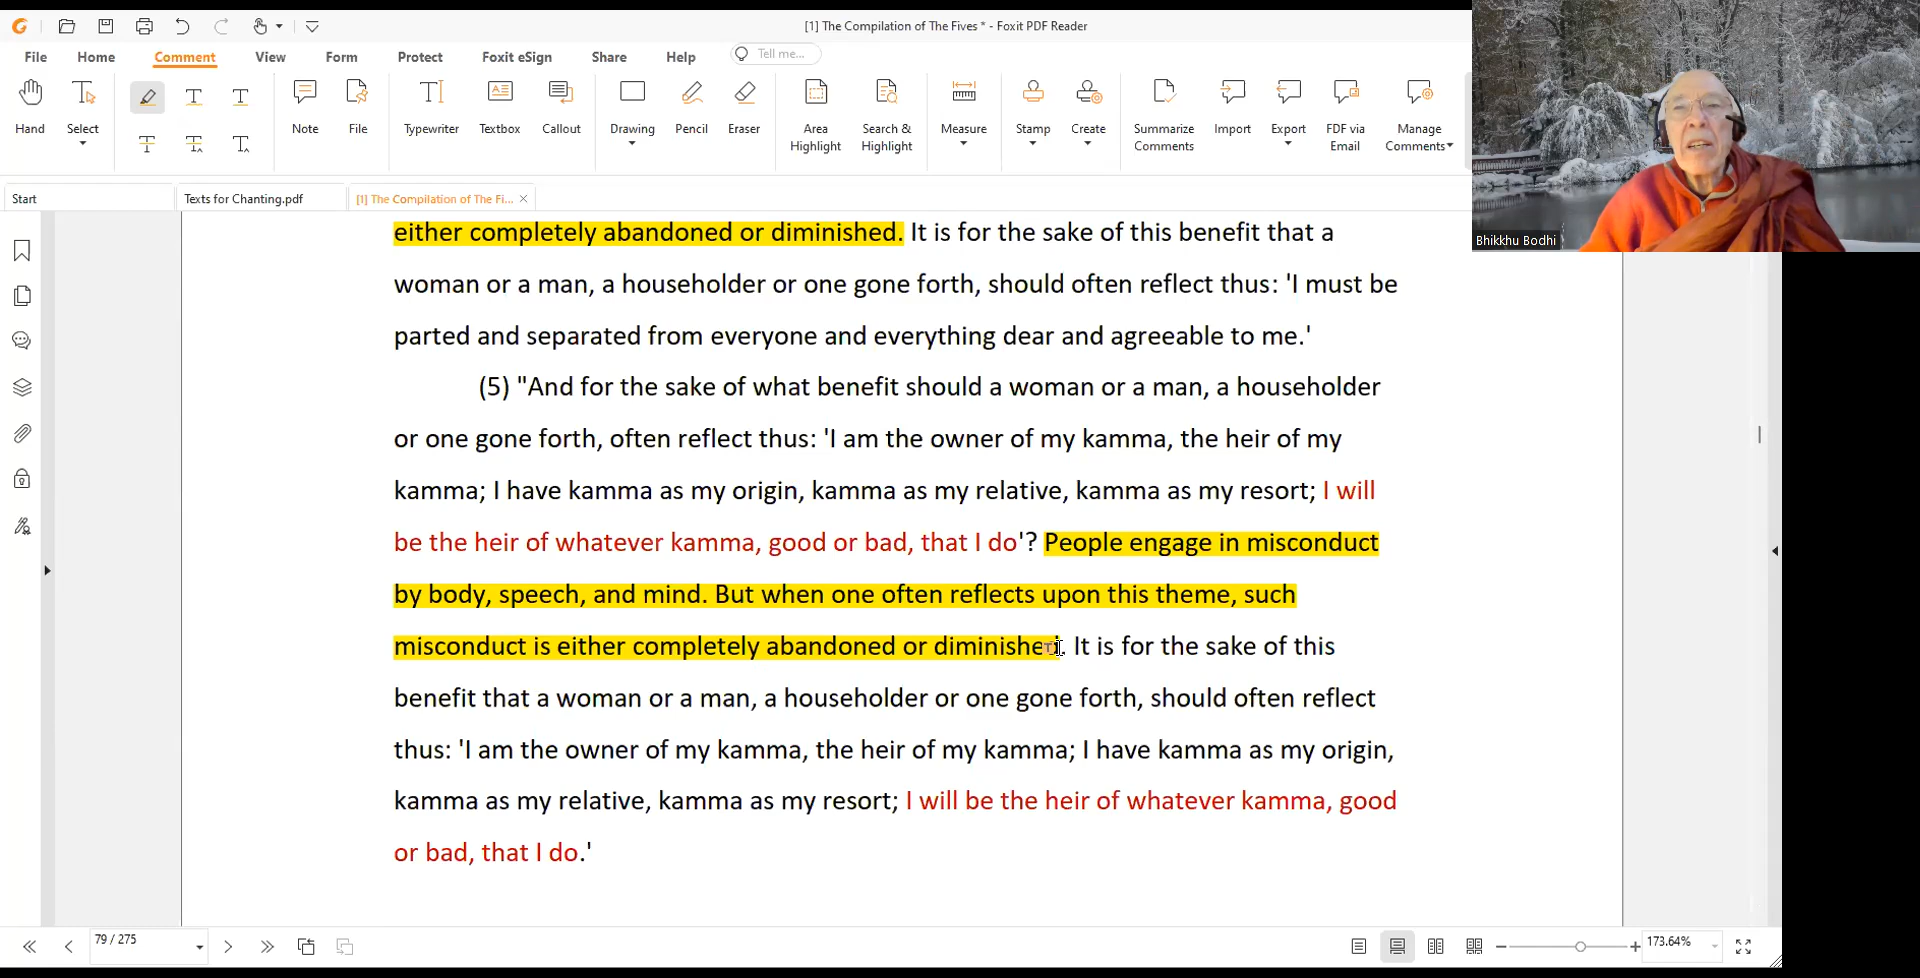 [1] The Compilation of The Fives * - Foxit PDF Reader
File Home Comment View Form Protect Foxit eSign Share Help Tell me...
Hand Select Note File Typewriter Textbox Callout Drawing Pencil Eraser Area Highlight Search & Highlight Measure Stamp Create Summarize Comments Import Export FDF via Email Manage Comments
Bhikkhu Bodhi
Start Texts for Chanting.pdf [1] The Compilation of The Fi...
either completely abandoned or diminished. It is for the sake of this benefit that a
woman or a man, a householder or one gone forth, should often reflect thus: 'I must be
parted and separated from everyone and everything dear and agreeable to me.'
(5) "And for the sake of what benefit should a woman or a man, a householder
or one gone forth, often reflect thus: 'I am the owner of my kamma, the heir of my
kamma; I have kamma as my origin, kamma as my relative, kamma as my resort; I will
be the heir of whatever kamma, good or bad, that I do'? People engage in misconduct
by body, speech, and mind. But when one often reflects upon this theme, such
misconduct is either completely abandoned or diminished. It is for the sake of this
benefit that a woman or a man, a householder or one gone forth, should often reflect
thus: 'I am the owner of my kamma, the heir of my kamma; I have kamma as my origin,
kamma as my relative, kamma as my resort; I will be the heir of whatever kamma, good
or bad, that I do.'
79 / 275 173.64%